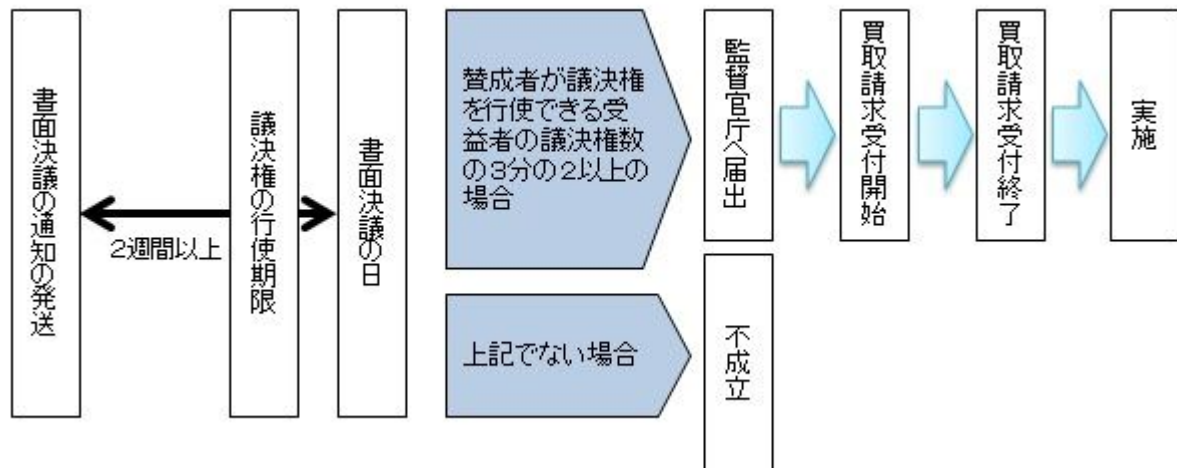 書面決議の通知の発送
2週間以上
議決権の行使期限
書面決議の日
賛成者が議決権
を行使できる受
益者の議決権数
の3分の2以上の
場合
上記でない場合
監督官庁へ届出
不成立
買取請求受付開始
買取請求受付終了
実施